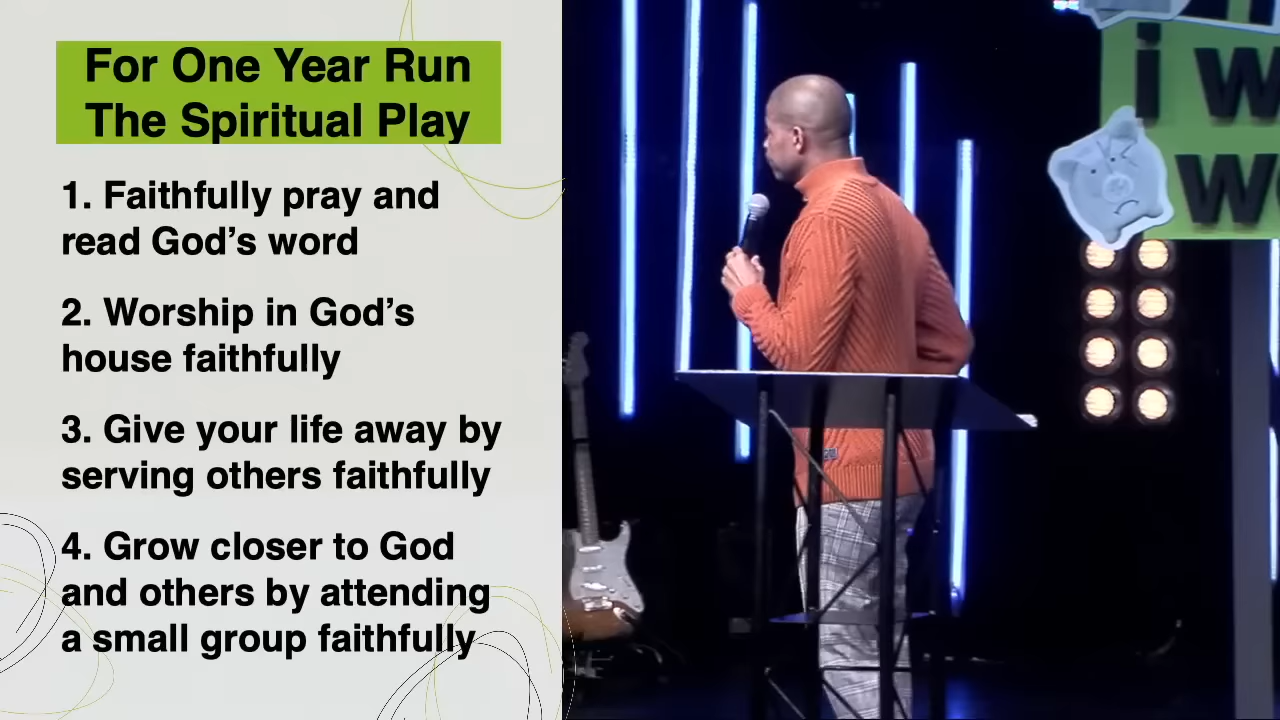 For One Year Run
The Spiritual Play
1. Faithfully pray and
read God’s word
2. Worship in God’s
house faithfully
3. Give your life away by
serving others faithfully
4. Grow closer to God
and others by attending
a small group faithfully
i w
w